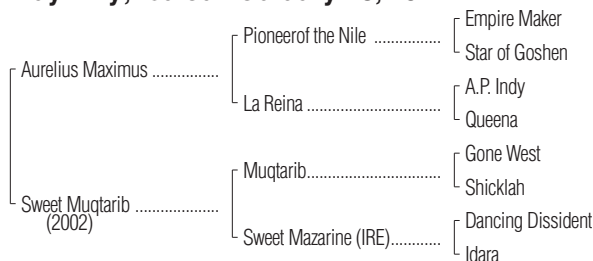 Empire Maker
Pioneerof the Nile ................
Star of Goshen
Aurelius Maximus ................
A.P. Indy
La Reina ................................
Queena
Gone West
Muqtarib................................
Shicklah
Sweet Muqtarib ....................
(2002)
Dancing Dissident
Sweet Mazarine (IRE)............
Idara